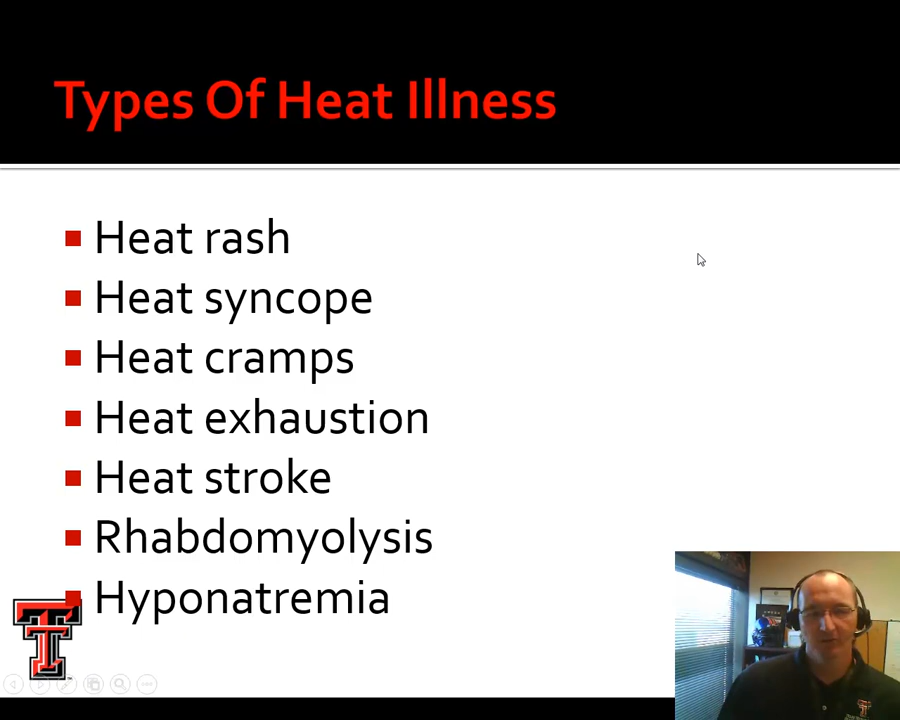 Types Of Heat Illness
Heat rash
Heat syncope
Heat cramps
Heat exhaustion
Heat stroke
Rhabdomyolysis
Hyponatremia